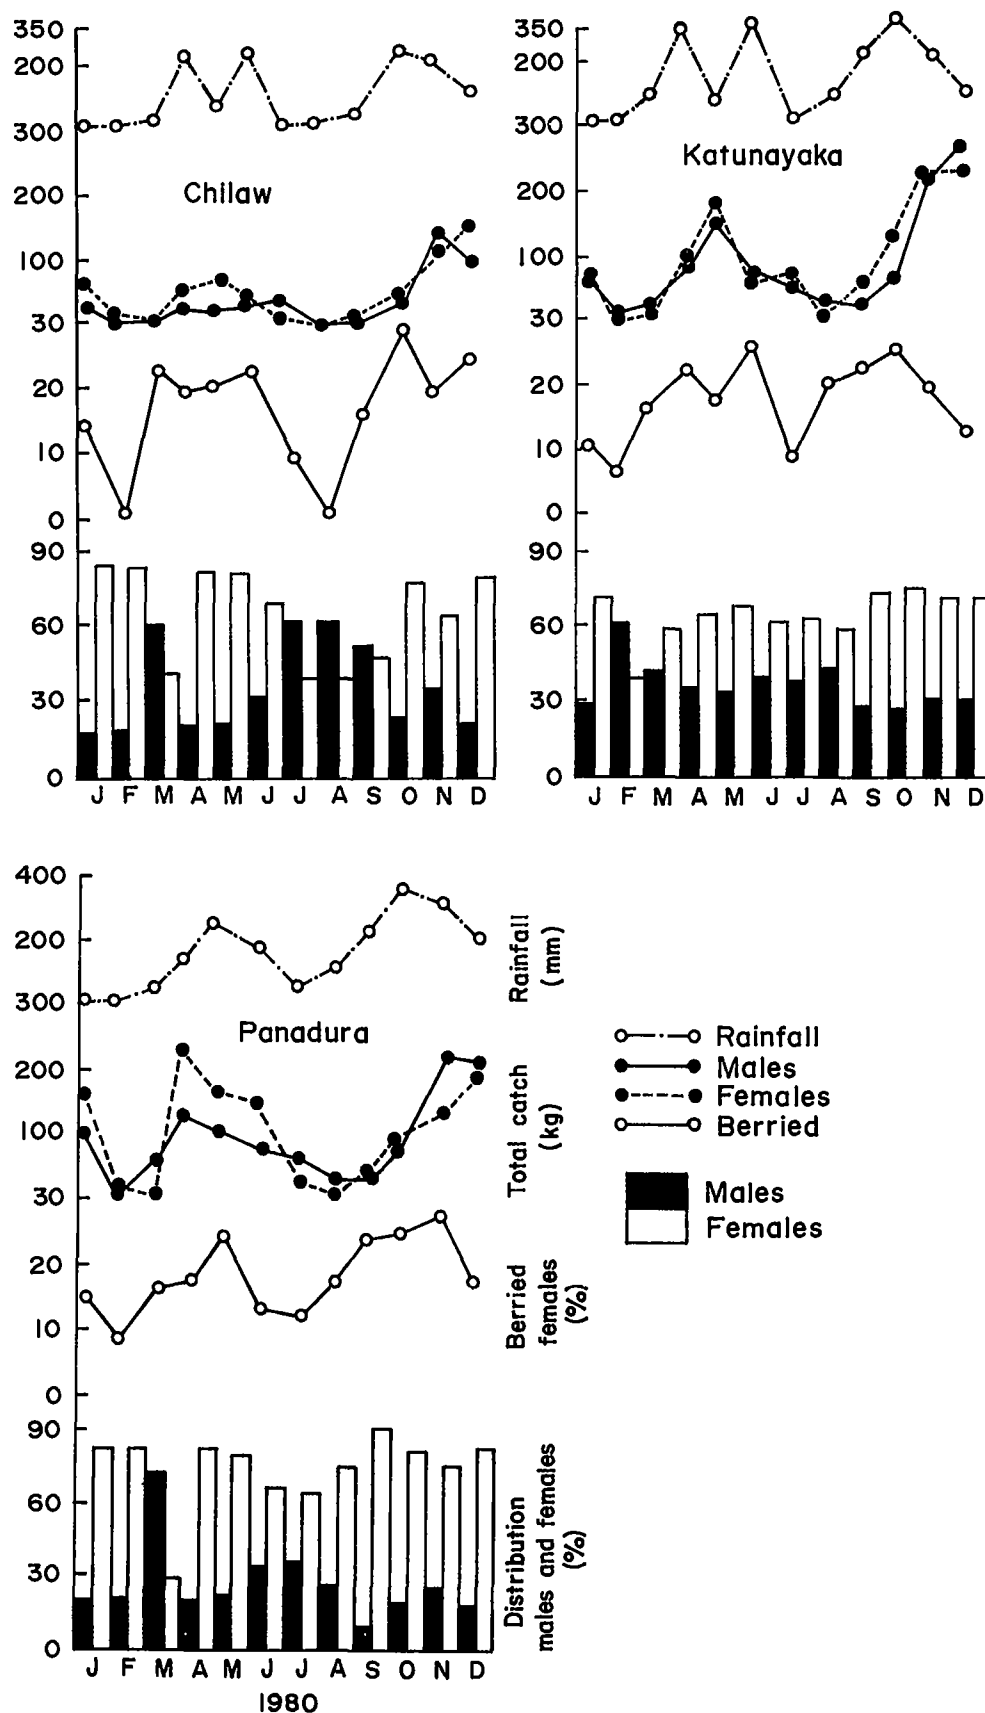 350
200
300
Chilaw
200
100
30
20
10
0
90
60
30
0
J F M A M J J A S O N D
350
200
300
Katunayaka
200
100
30
20
10
0
90
60
30
0
J F M A M J J A S O N D
400
200
300
Panadura
200
100
30
20
10
0
90
60
30
0
J F M A M J J A S O N D
1980
Rainfall
(mm)
Total catch
(kg)
Berried
females
(%)
Distribution
males and females
(%)
Rainfall
Males
Females
Berried
Males
Females